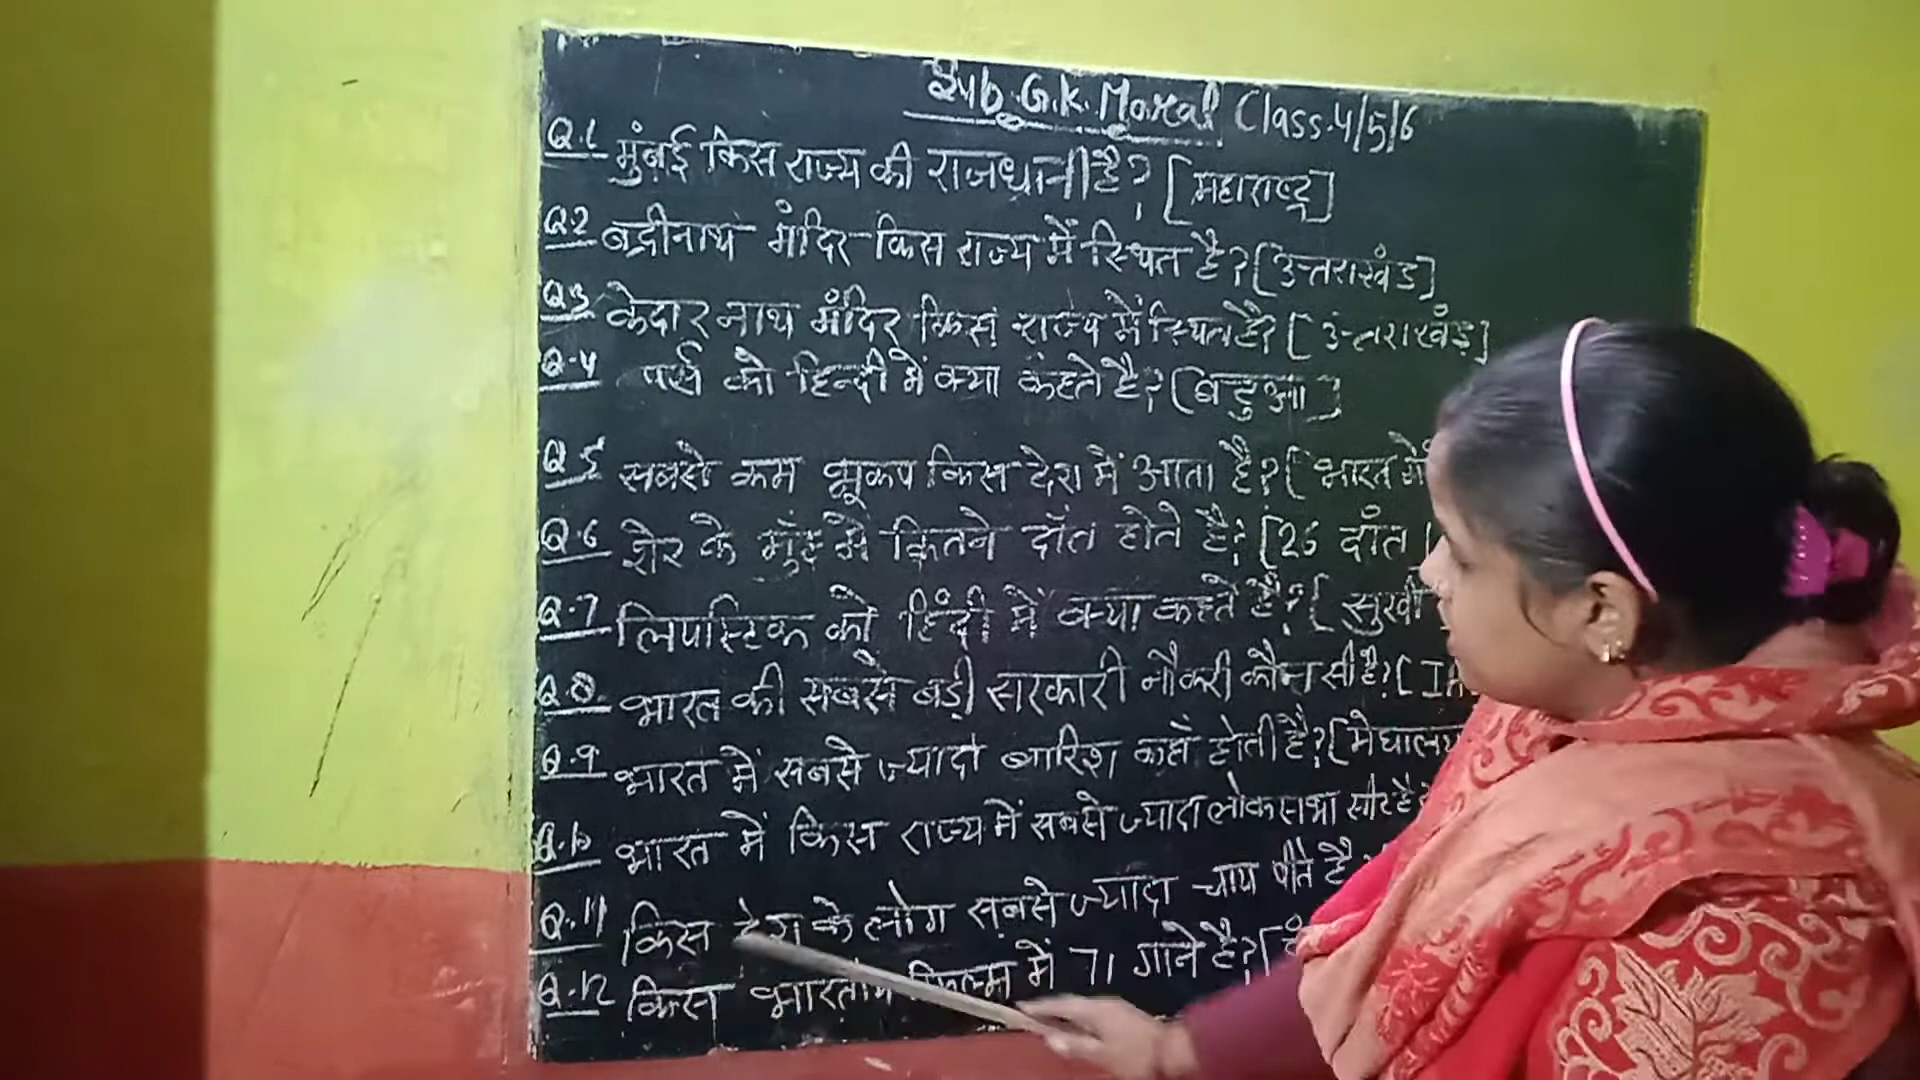 Sub. G.K. Moral Class. 4/5/6
Q.1 मुंबई किस राज्य की राजधानी है? [महाराष्ट्र]
Q.2 बद्रीनाथ मंदिर किस राज्य में स्थित है? [उत्तराखंड]
Q.3 केदारनाथ मंदिर किस राज्य में स्थित है? [उत्तराखंड़]
Q.4 पर्स को हिन्दी में क्या कहते है? [बटुआ]
Q.5 सबसे कम भूकप किस देश में आता है? [भारत में
Q.6 शेर के मुँह मे कितने दाँत होते है? [26 दाँत
Q.7 लिपस्टिक को हिंदी में क्या कहते है? [सुर्खी
Q.8 भारत की सबसे बड़ी सरकारी नौकरी कौन सी है? [IA
Q.9 भारत में सबसे ज्यादा बारिश कहाँ होती है? [मेघालय
Q.10 भारत में किस राज्य में सबसे ज्यादा लोकसभा सीट है
Q.11 किस देश के लोग सबसे ज्यादा चाय पीते है
Q.12 किस भारतीय फिल्म में 71 गाने है? [